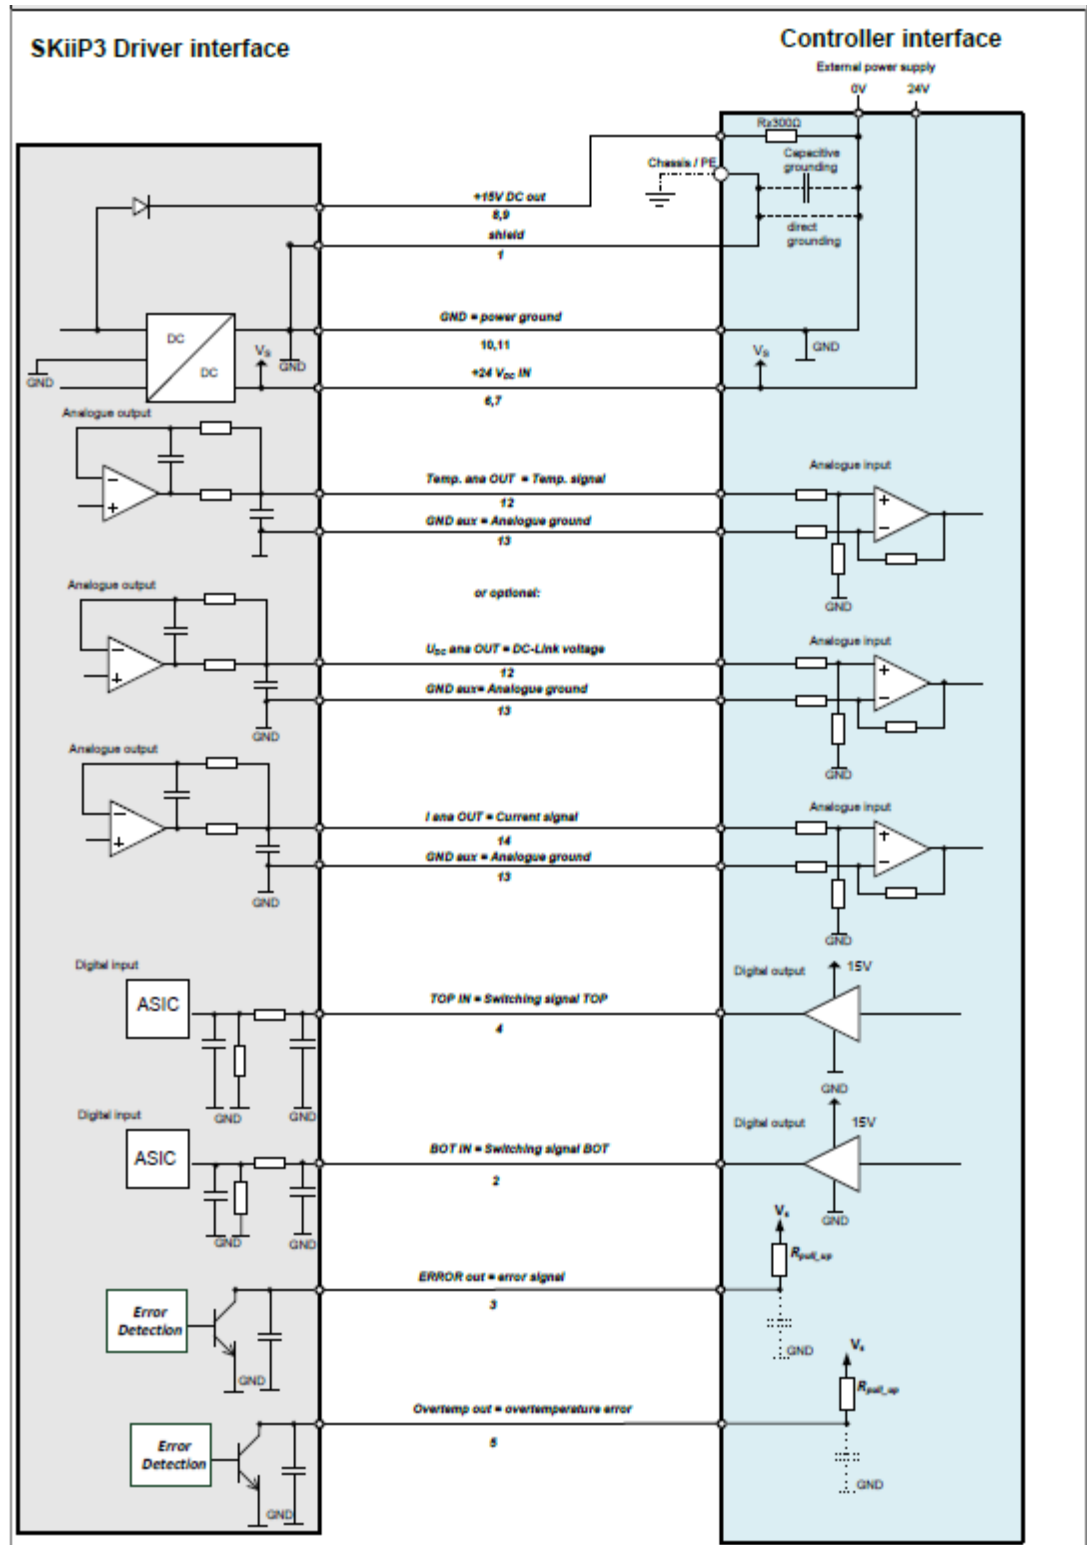 SKiiP3 Driver interface
Controller interface
External power supply
0V 24V
R≥300Ω
Chassis / PE
Capacitive
grounding
+15V DC out
8,9
shield
direct
grounding
1
GND = power ground
DC
10,11
Vs
GND
Vs
GND
DC
GND
+24 VDC IN
6,7
Analogue output
Analogue input
Temp. ana OUT = Temp. signal
12
GND aux = Analogue ground
13
Analogue output
or optional:
GND
Analogue input
UDC ana OUT = DC-Link voltage
12
GND aux= Analogue ground
13
GND
Analogue output
GND
Analogue input
I ana OUT = Current signal
14
GND aux = Analogue ground
13
GND
GND
Digital input
Digital output
15V
ASIC
TOP IN = Switching signal TOP
4
GND
GND
GND
Digital input
Digital output
15V
ASIC
BOT IN = Switching signal BOT
2
GND
GND
GND
Vs
Rpull_up
ERROR out = error signal
3
Error
Detection
GND
Vs
GND
Rpull_up
Overtemp out = overtemperature error
5
Error
Detection
GND
GND